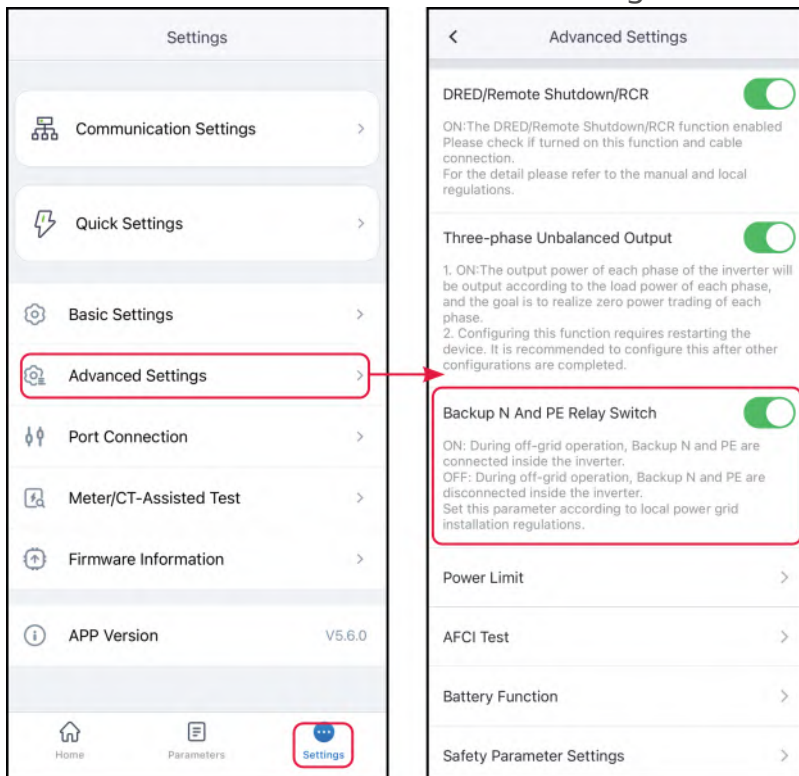 Settings
Communication Settings
Quick Settings
Basic Settings
Advanced Settings
Port Connection
Meter/CT-Assisted Test
Firmware Information
APP Version V5.6.0
Home Parameters Settings
Advanced Settings
DRED/Remote Shutdown/RCR
ON:The DRED/Remote Shutdown/RCR function enabled
Please check if turned on this function and cable
connection.
For the detail please refer to the manual and local
regulations.
Three-phase Unbalanced Output
1. ON:The output power of each phase of the inverter will
be output according to the load power of each phase,
and the goal is to realize zero power trading of each
phase.
2. Configuring this function requires restarting the
device. It is recommended to configure this after other
configurations are completed.
Backup N And PE Relay Switch
ON: During off-grid operation, Backup N and PE are
connected inside the inverter.
OFF: During off-grid operation, Backup N and PE are
disconnected inside the inverter.
Set this parameter according to local power grid
installation regulations.
Power Limit
AFCI Test
Battery Function
Safety Parameter Settings